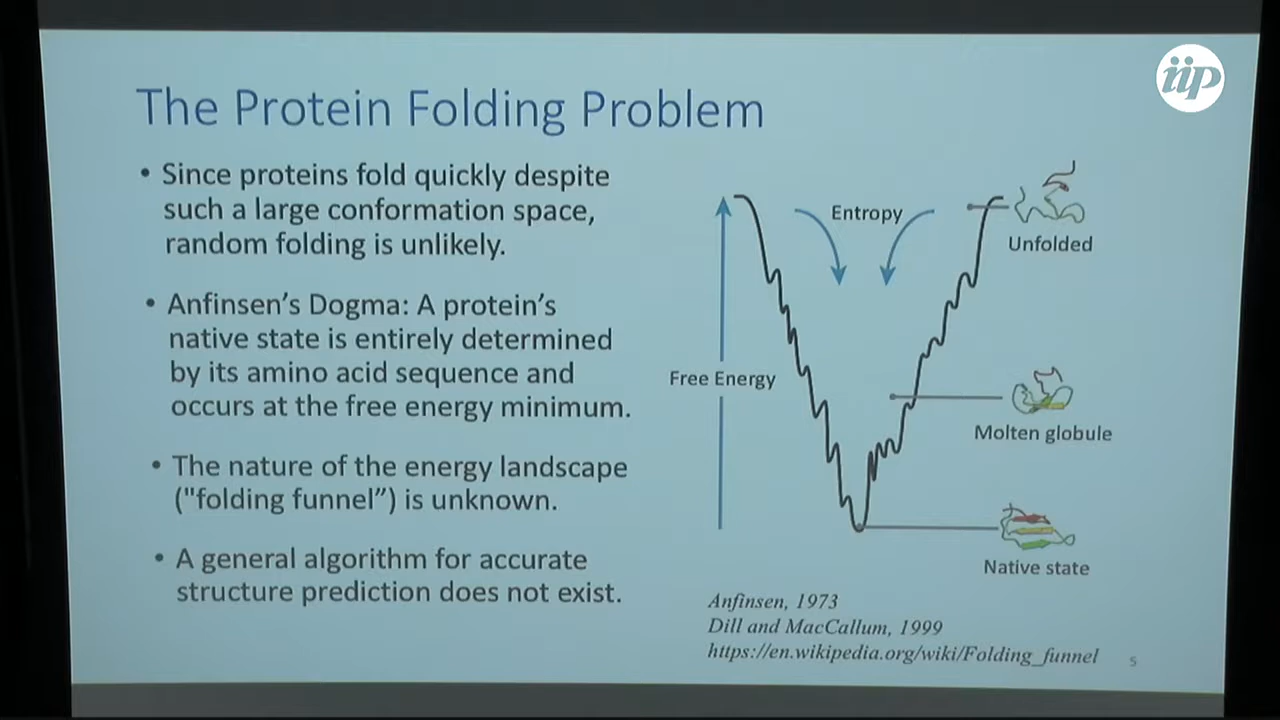 iip
The Protein Folding Problem
• Since proteins fold quickly despite
such a large conformation space,
random folding is unlikely.
• Anfinsen’s Dogma: A protein’s
native state is entirely determined
by its amino acid sequence and
occurs at the free energy minimum.
• The nature of the energy landscape
("folding funnel”) is unknown.
• A general algorithm for accurate
structure prediction does not exist.
Entropy
Unfolded
Free Energy
Molten globule
Native state
Anfinsen, 1973
Dill and MacCallum, 1999
https://en.wikipedia.org/wiki/Folding_funnel
5